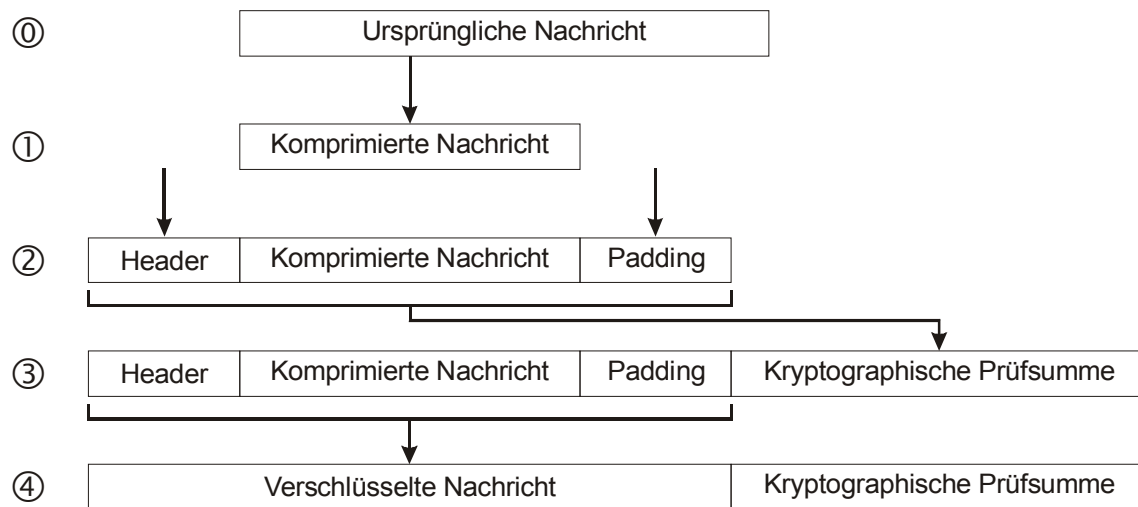 ⓪ Ursprüngliche Nachricht
① Komprimierte Nachricht
② Header Komprimierte Nachricht Padding
③ Header Komprimierte Nachricht Padding Kryptographische Prüfsumme
④ Verschlüsselte Nachricht Kryptographische Prüfsumme